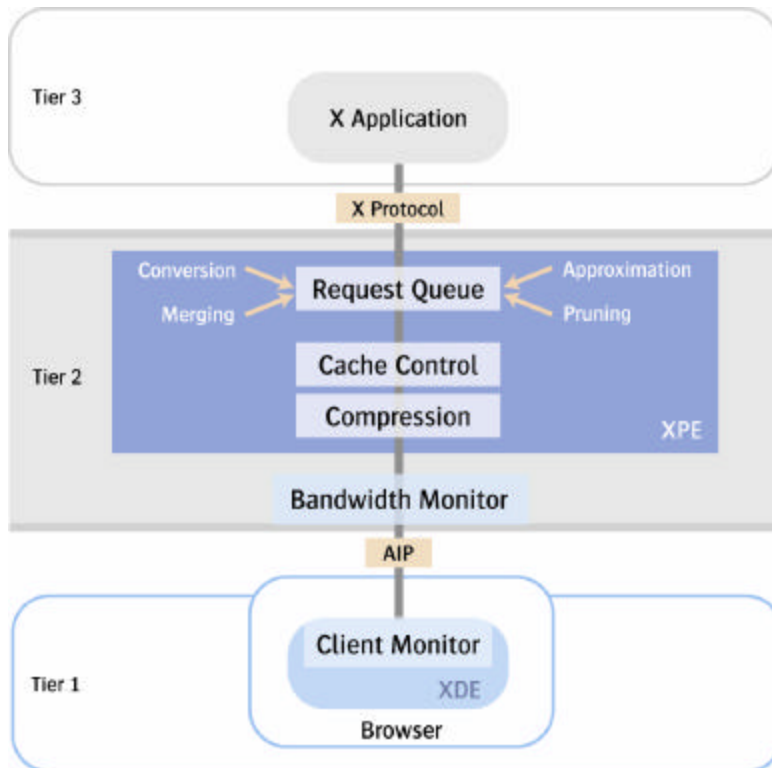 Tier 3
X Application
X Protocol
Conversion
Approximation
Request Queue
Merging
Pruning
Tier 2
Cache Control
Compression
XPE
Bandwidth Monitor
AIP
Client Monitor
Tier 1
XDE
Browser